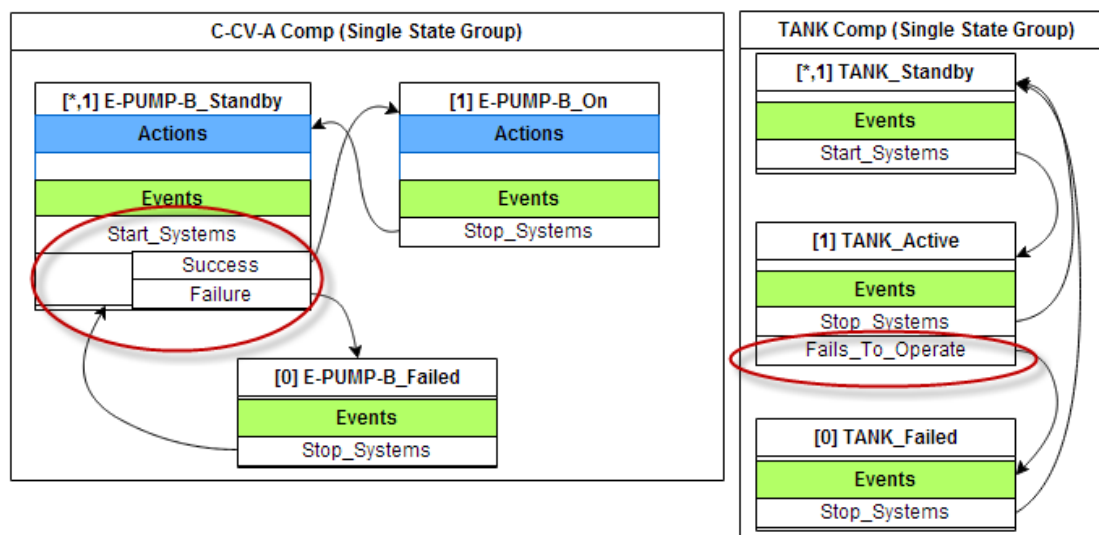 C-CV-A Comp (Single State Group)
[*,1] E-PUMP-B_Standby
Actions
Events
Start_Systems
Success
Failure
[1] E-PUMP-B_On
Actions
Events
Stop_Systems
[0] E-PUMP-B_Failed
Events
Stop_Systems
TANK Comp (Single State Group)
[*,1] TANK_Standby
Events
Start_Systems
[1] TANK_Active
Events
Stop_Systems
Fails_To_Operate
[0] TANK_Failed
Events
Stop_Systems